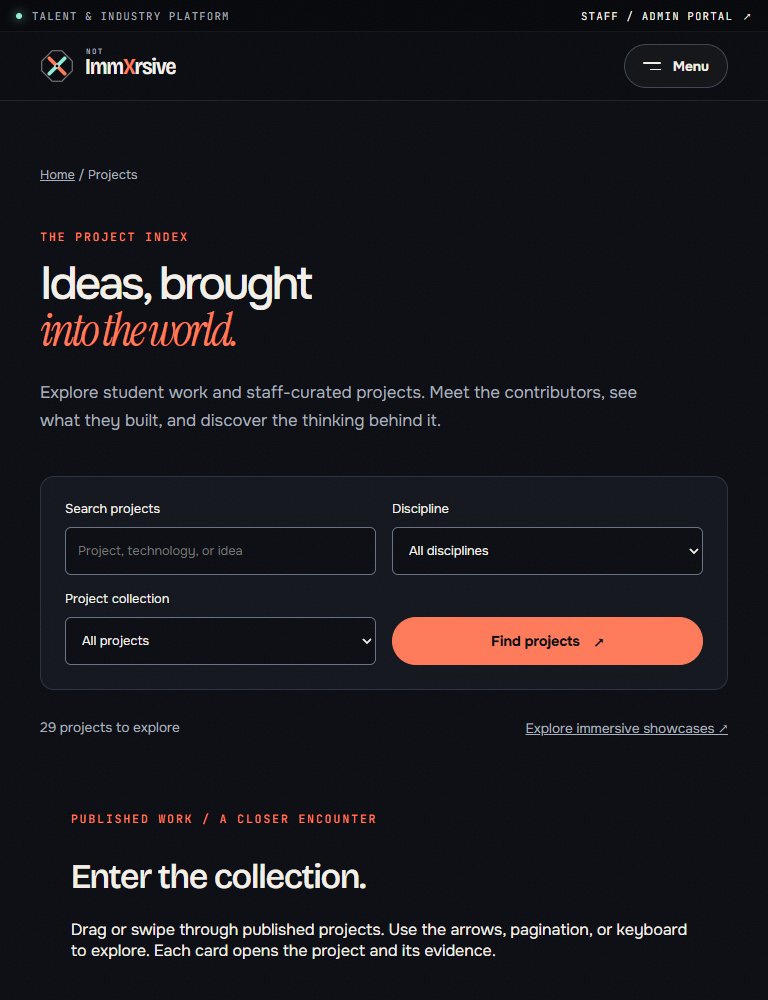 TALENT & INDUSTRY PLATFORM
STAFF / ADMIN PORTAL ↗
NOT
ImmXrsive
Menu
Home / Projects
THE PROJECT INDEX
Ideas, brought
into the world.
Explore student work and staff-curated projects. Meet the contributors, see
what they built, and discover the thinking behind it.
Search projects
Discipline
Project, technology, or idea
All disciplines
Project collection
All projects
Find projects ↗
29 projects to explore
Explore immersive showcases ↗
PUBLISHED WORK / A CLOSER ENCOUNTER
Enter the collection.
Drag or swipe through published projects. Use the arrows, pagination, or keyboard
to explore. Each card opens the project and its evidence.